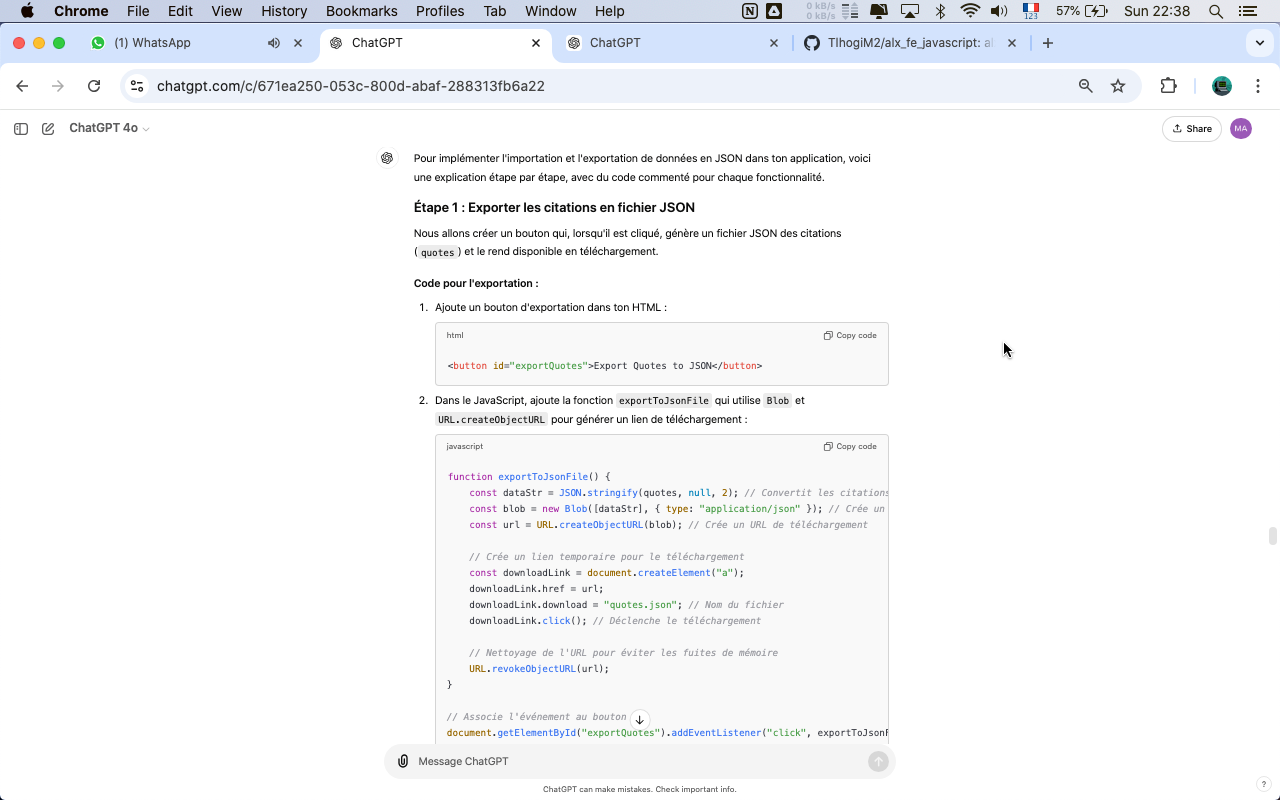 Chrome File Edit View History Bookmarks Profiles Tab Window Help
0 kB/s
0 kB/s
123
57%
Sun 22:38
(1) WhatsApp
ChatGPT
ChatGPT
TlhogiM2/alx_fe_javascript: al
chatgpt.com/c/671ea250-053c-800d-abaf-288313fb6a22
ChatGPT 4o
Share
MA
Pour implémenter l'importation et l'exportation de données en JSON dans ton application, voici
une explication étape par étape, avec du code commenté pour chaque fonctionnalité.
Étape 1 : Exporter les citations en fichier JSON
Nous allons créer un bouton qui, lorsqu'il est cliqué, génère un fichier JSON des citations
( quotes ) et le rend disponible en téléchargement.
Code pour l'exportation :
1. Ajoute un bouton d'exportation dans ton HTML :
html
Copy code
<button id="exportQuotes">Export Quotes to JSON</button>
2. Dans le JavaScript, ajoute la fonction exportToJsonFile qui utilise Blob et
URL.createObjectURL pour générer un lien de téléchargement :
javascript
Copy code
function exportToJsonFile() {
const dataStr = JSON.stringify(quotes, null, 2); // Convertit les citations
const blob = new Blob([dataStr], { type: "application/json" }); // Crée un
const url = URL.createObjectURL(blob); // Crée un URL de téléchargement
// Crée un lien temporaire pour le téléchargement
const downloadLink = document.createElement("a");
downloadLink.href = url;
downloadLink.download = "quotes.json"; // Nom du fichier
downloadLink.click(); // Déclenche le téléchargement
// Nettoyage de l'URL pour éviter les fuites de mémoire
URL.revokeObjectURL(url);
}
// Associe l'événement au bouton
document.getElementById("exportQuotes").addEventListener("click", exportToJsonF
Message ChatGPT
ChatGPT can make mistakes. Check important info.
?